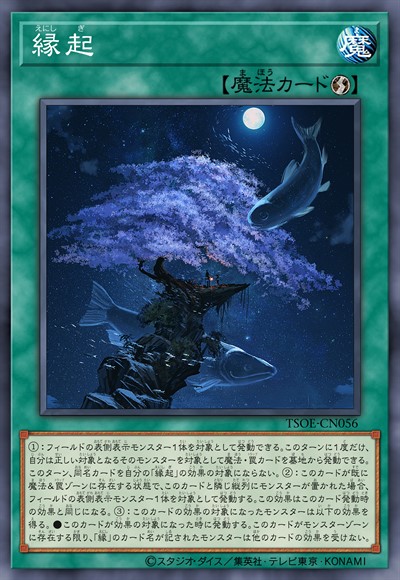 えにし ぎ
縁起
魔
ま ほう
【魔法カード】
TSOE-CN056
①：フィールドの表側表示モンスター1体を対象として発動できる。このターンに1度だけ、
自分は正しい対象となるそのモンスターを対象として魔法・罠カードを墓地から発動できる。
このターン、同名カードを自分の「縁起」の効果の対象にならない。②：このカードが既に
魔法&罠ゾーンに存在する状態で、このカードと隣じ縦列にモンスターが置かれた場合、
フィールドの表側表示モンスター1体を対象として発動する。この効果はこのカード発動時
の効果と同じになる。③：このカードの効果の対象になったモンスターは以下の効果を
得る。●このカードが効果の対象になった時に発動する。このカードがモンスターゾーン
に存在する限り、「縁」のカード名が記されたモンスターは他のカードの効果を受けない。
©スタジオ・ダイス／集英社・テレビ東京・KONAMI